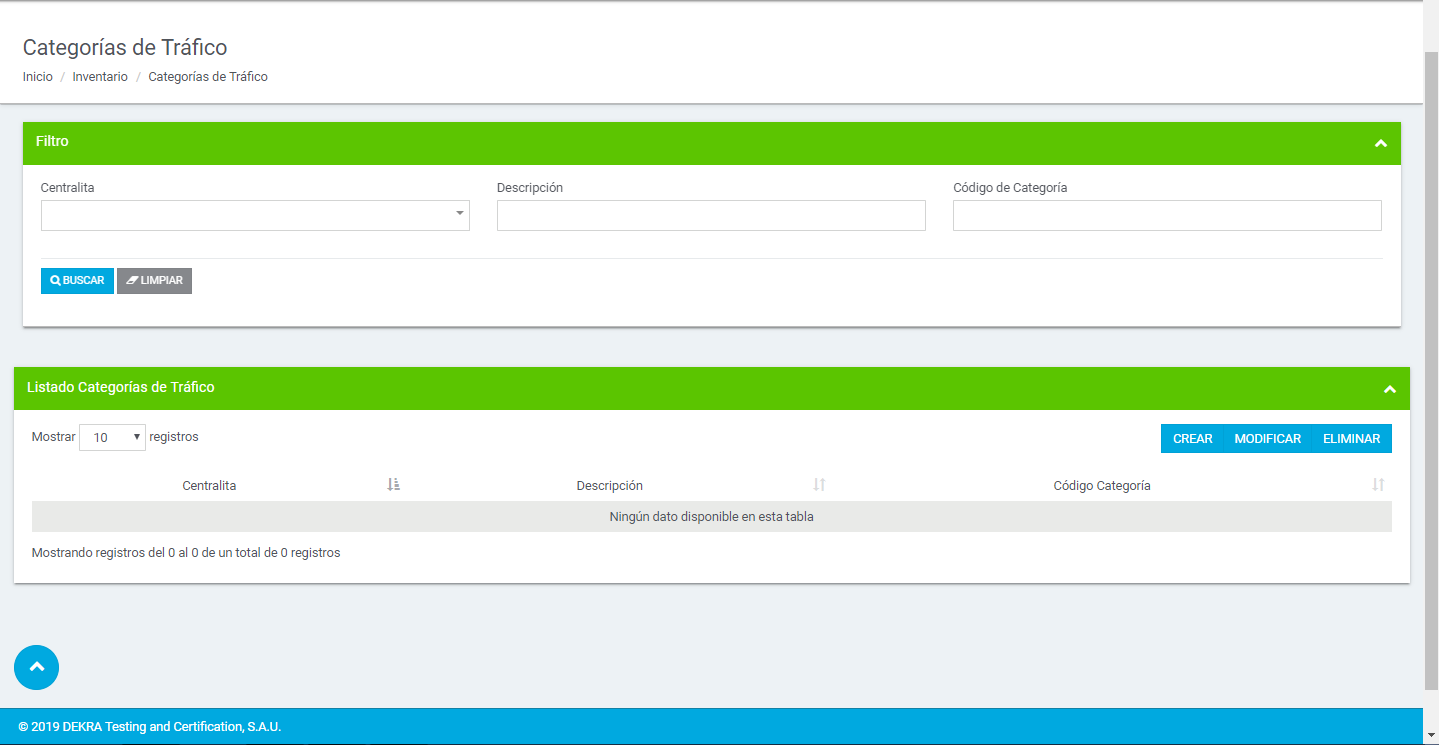 Categorías de Tráfico
Inicio / Inventario / Categorías de Tráfico
Filtro
Centralita Descripción Código de Categoría
BUSCAR LIMPIAR
Listado Categorías de Tráfico
Mostrar 10 registros CREAR MODIFICAR ELIMINAR
Centralita Descripción Código Categoría
Ningún dato disponible en esta tabla
Mostrando registros del 0 al 0 de un total de 0 registros
© 2019 DEKRA Testing and Certification, S.A.U.